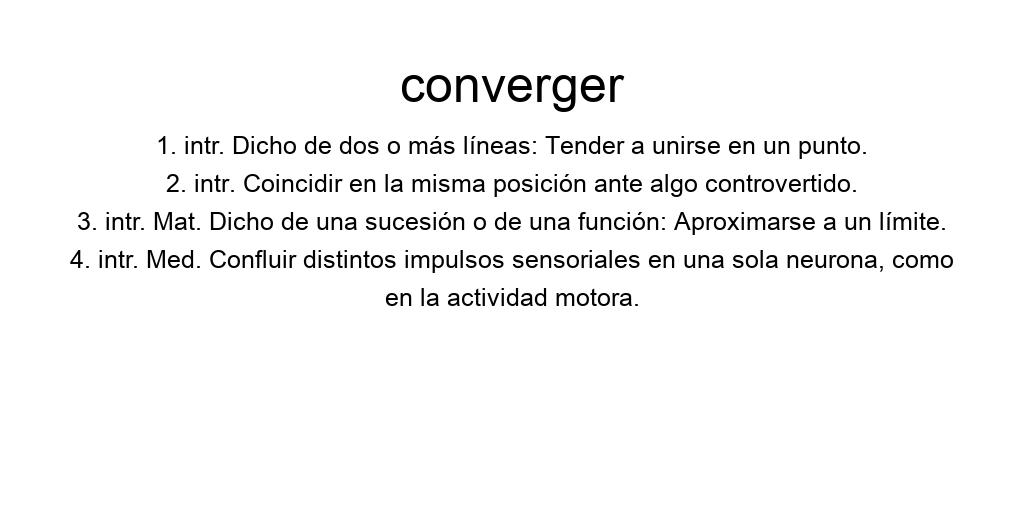 converger
1. intr. Dicho de dos o más líneas: Tender a unirse en un punto.
2. intr. Coincidir en la misma posición ante algo controvertido.
3. intr. Mat. Dicho de una sucesión o de una función: Aproximarse a un límite.
4. intr. Med. Confluir distintos impulsos sensoriales en una sola neurona, como
en la actividad motora.